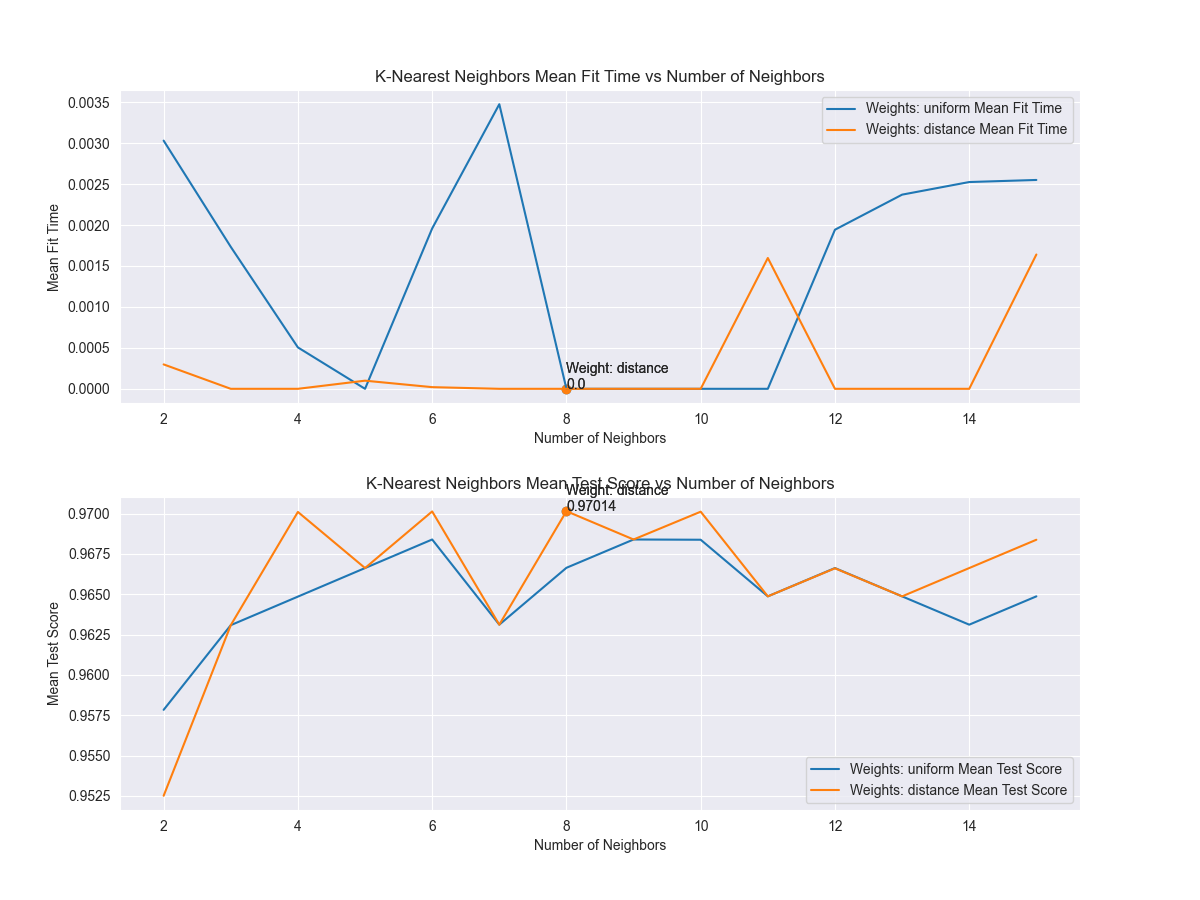 K-Nearest Neighbors Mean Fit Time vs Number of Neighbors
0.0035
0.0030
0.0025
0.0020
0.0015
0.0010
0.0005
0.0000
Mean Fit Time
Weights: uniform Mean Fit Time
Weights: distance Mean Fit Time
Weight: distance
0.0
2 4 6 8 10 12 14
Number of Neighbors
K-Nearest Neighbors Mean Test Score vs Number of Neighbors
Weight: distance
0.97014
0.9700
0.9675
0.9650
0.9625
0.9600
0.9575
0.9550
0.9525
Mean Test Score
Weights: uniform Mean Test Score
Weights: distance Mean Test Score
2 4 6 8 10 12 14
Number of Neighbors